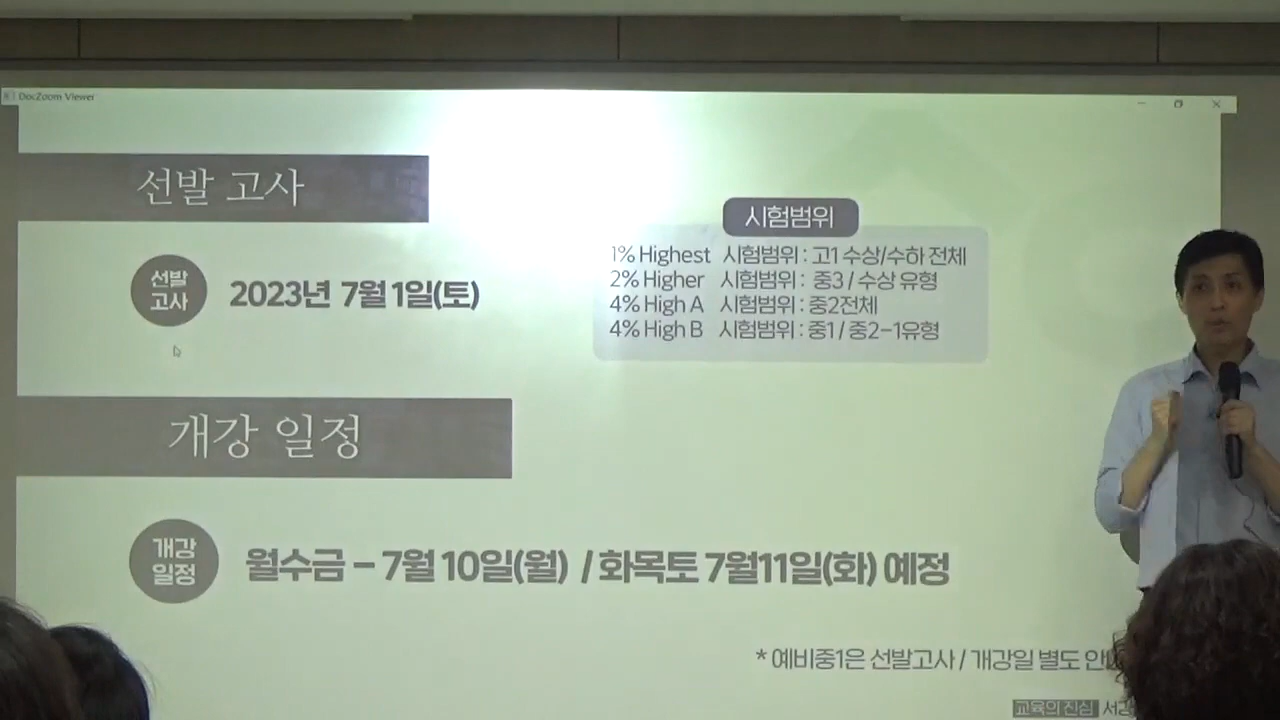 DocZoom Viewer
선발 고사
시험범위
1% Highest 시험범위 : 고1 수상/수하 전체
2% Higher 시험범위 : 중3 / 수상 유형
4% High A 시험범위 : 중2전체
4% High B 시험범위 : 중1 / 중2-1유형
선발
고사
2023년 7월 1일(토)
개강 일정
개강
일정
월수금 - 7월 10일(월) / 화목토 7월11일(화) 예정
* 예비중1은 선발고사 / 개강일 별도
교육의 진심